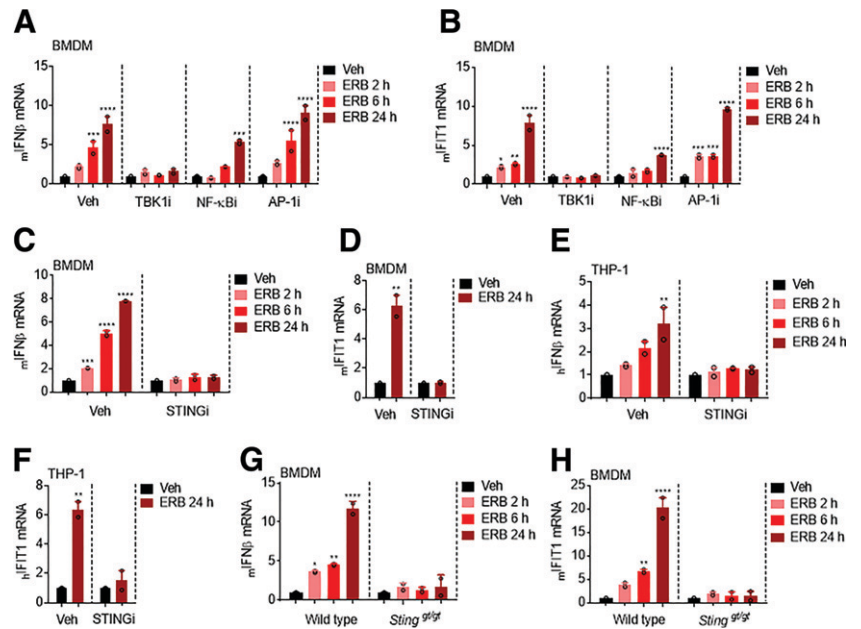 A
BMDM
mIFNβ mRNA
15
10
5
0
***
****
***
****
****
Veh
TBK1i
NF-κBi
AP-1i
Veh
ERB 2 h
ERB 6 h
ERB 24 h
B
BMDM
mIFIT1 mRNA
15
10
5
0
*
**
****
****
***
***
****
Veh
TBK1i
NF-κBi
AP-1i
Veh
ERB 2 h
ERB 6 h
ERB 24 h
C
BMDM
mIFNβ mRNA
10
8
6
4
2
0
***
****
****
Veh
STINGi
Veh
ERB 2 h
ERB 6 h
ERB 24 h
D
BMDM
mIFIT1 mRNA
8
6
4
2
0
**
Veh
STINGi
Veh
ERB 24 h
E
THP-1
hIFNβ mRNA
5
4
3
2
1
0
**
Veh
STINGi
Veh
ERB 2 h
ERB 6 h
ERB 24 h
F
THP-1
hIFIT1 mRNA
8
6
4
2
0
**
Veh
STINGi
Veh
ERB 24 h
G
BMDM
mIFNβ mRNA
15
10
5
0
*
**
****
Wild type
Sting gt/gt
Veh
ERB 2 h
ERB 6 h
ERB 24 h
H
BMDM
mIFIT1 mRNA
25
20
15
10
5
0
**
****
Wild type
Sting gt/gt
Veh
ERB 2 h
ERB 6 h
ERB 24 h